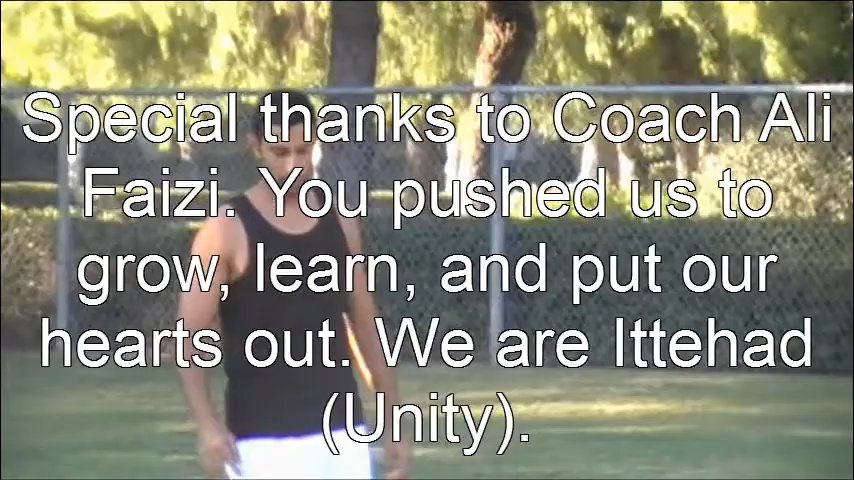 Special thanks to Coach Ali
Faizi. You pushed us to
grow, learn, and put our
hearts out. We are Ittehad
(Unity).